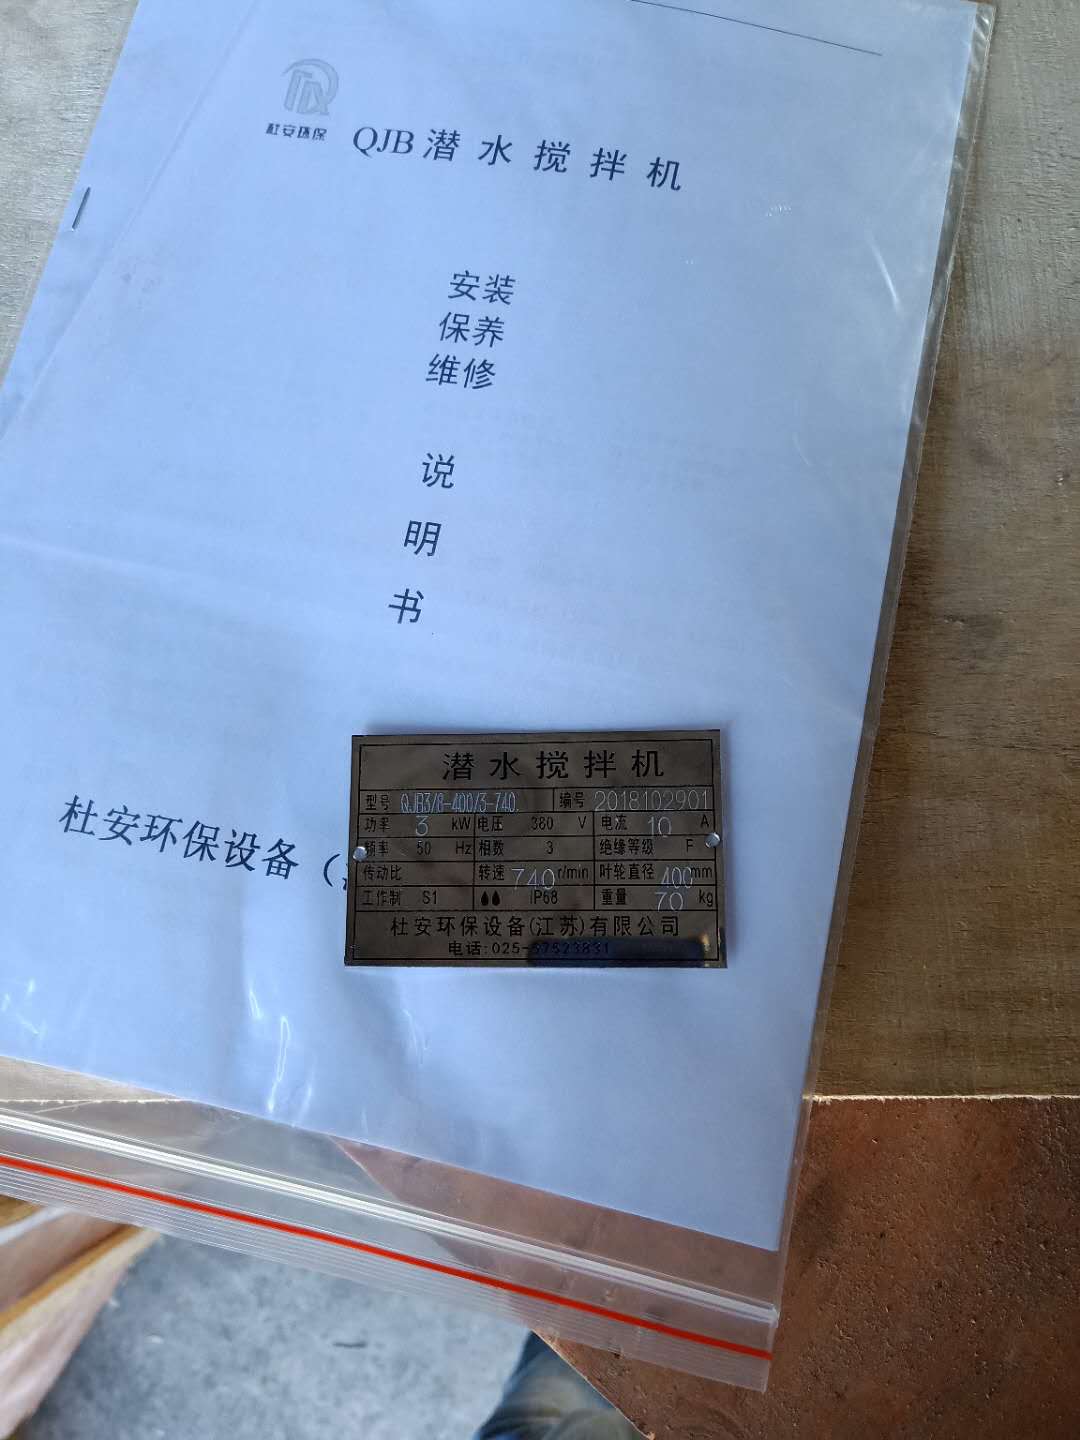 杜安环保
QJB 潜水搅拌机
安装
保养
维修
说
明
书
杜安环保设备（
潜水搅拌机
型号 QJB3/8-400/3-740 编号 2018102901
功率 3 kW 电压 380 V 电流 10 A
频率 50 Hz 相数 3 绝缘等级 F
传动比 转速 740 r/min 叶轮直径 400 mm
工作制 S1 IP68 重量 70 kg
杜安环保设备(江苏)有限公司
电话:025-57523831